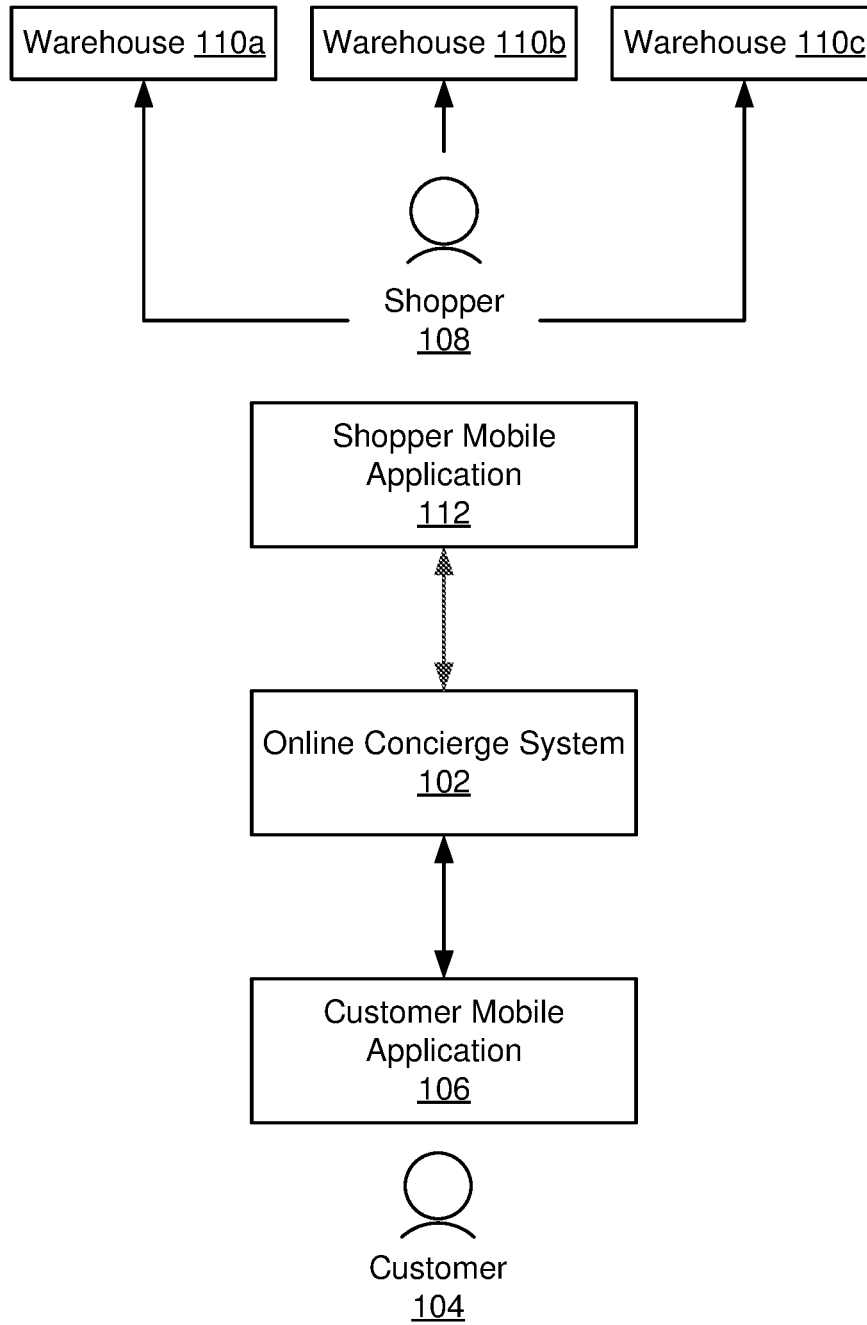 Warehouse 110a
Warehouse 110b
Warehouse 110c
Shopper
108
Shopper Mobile
Application
112
Online Concierge System
102
Customer Mobile
Application
106
Customer
104